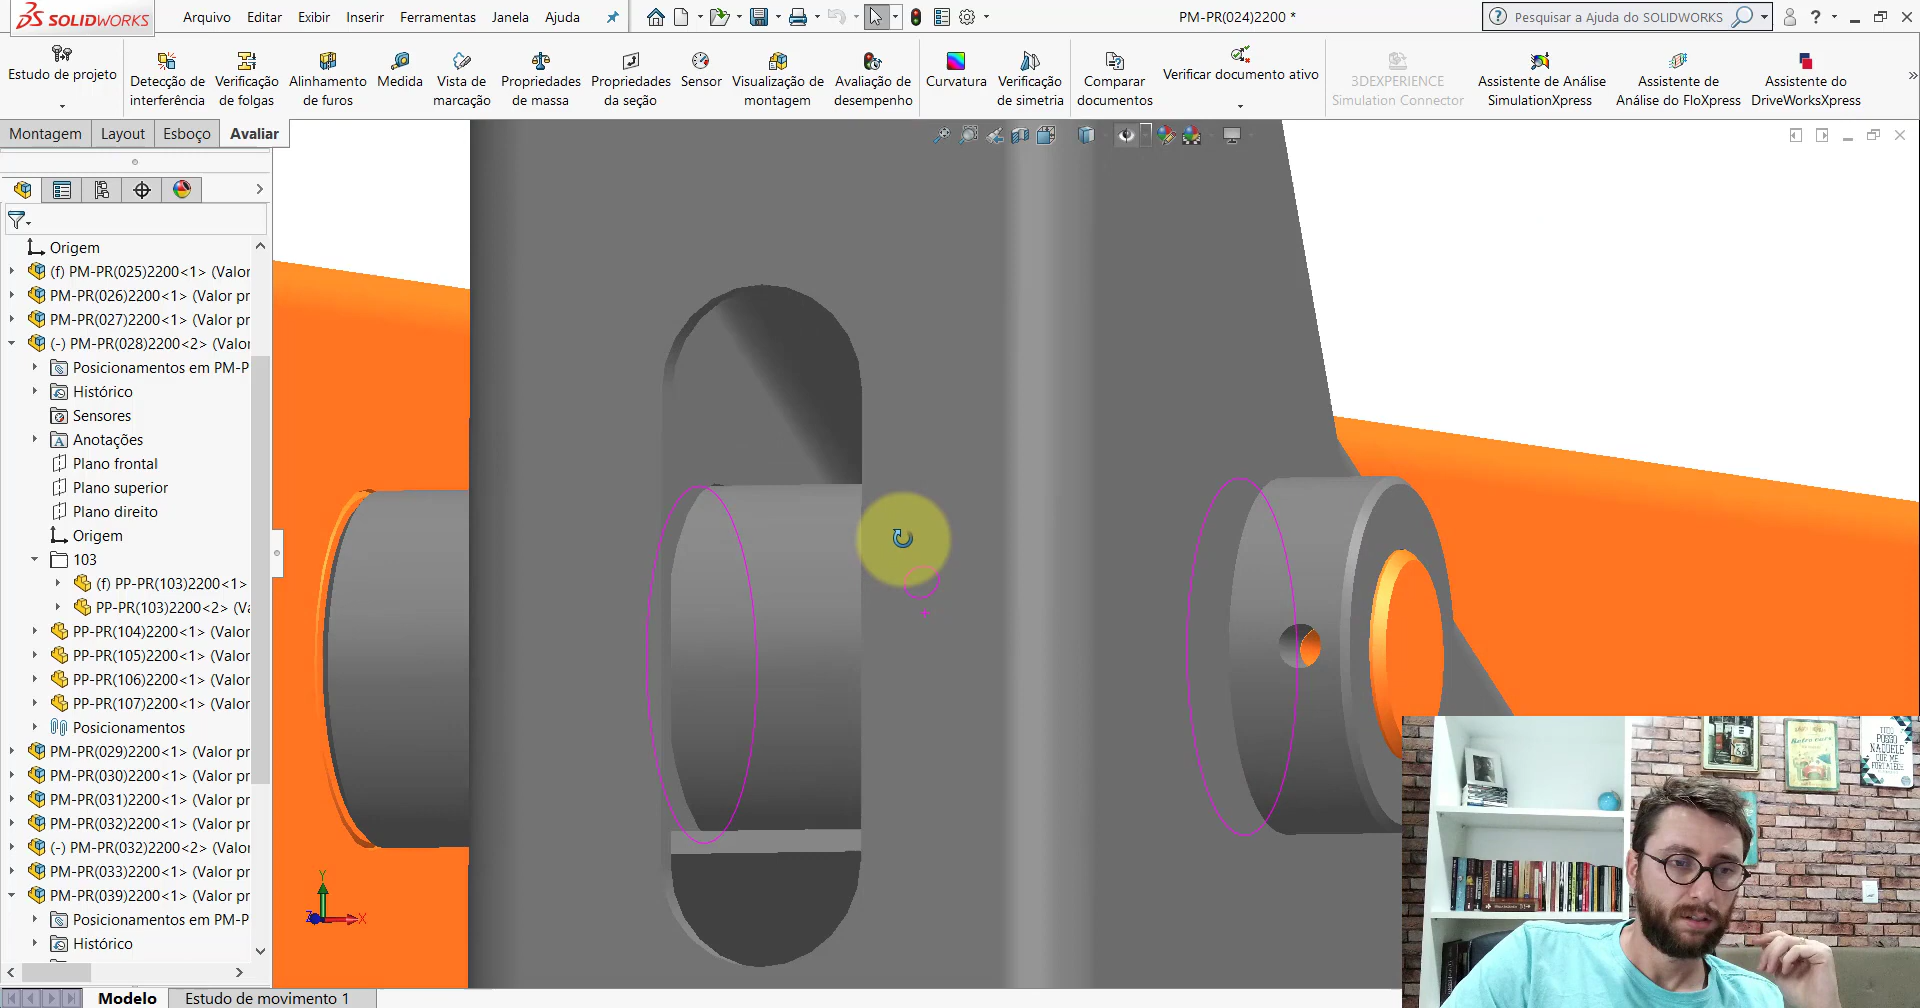 SOLIDWORKS
Arquivo Editar Exibir Inserir Ferramentas Janela Ajuda
PM-PR(024)2200 *
Pesquisar a Ajuda do SOLIDWORKS
Estudo de projeto
Detecção de interferência
Verificação de folgas
Alinhamento de furos
Medida
Vista de marcação
Propriedades de massa
Propriedades da seção
Sensor
Visualização de montagem
Avaliação de desempenho
Curvatura
Verificação de simetria
Comparar documentos
Verificar documento ativo
3DEXPERIENCE Simulation Connector
Assistente de Análise SimulationXpress
Assistente de Análise do FloXpress
Assistente do DriveWorksXpress
Montagem Layout Esboço Avaliar
Origem
(f) PM-PR(025)2200<1> (Valor
PM-PR(026)2200<1> (Valor pr
PM-PR(027)2200<1> (Valor pr
(-) PM-PR(028)2200<2> (Valor
Posicionamentos em PM-P
Histórico
Sensores
Anotações
Plano frontal
Plano superior
Plano direito
Origem
103
(f) PP-PR(103)2200<1>
PP-PR(103)2200<2> (Va
PP-PR(104)2200<1> (Valor
PP-PR(105)2200<1> (Valor
PP-PR(106)2200<1> (Valor
PP-PR(107)2200<1> (Valor
Posicionamentos
PM-PR(029)2200<1> (Valor pr
PM-PR(030)2200<1> (Valor pr
PM-PR(031)2200<1> (Valor pr
PM-PR(032)2200<1> (Valor pr
(-) PM-PR(032)2200<2> (Valor
PM-PR(033)2200<1> (Valor pr
PM-PR(039)2200<1> (Valor pr
Posicionamentos em PM-P
Histórico
Y
Z
X
TUDO
POSSO
NAQUELE
QUE ME
FORTALECE
Modelo Estudo de movimento 1